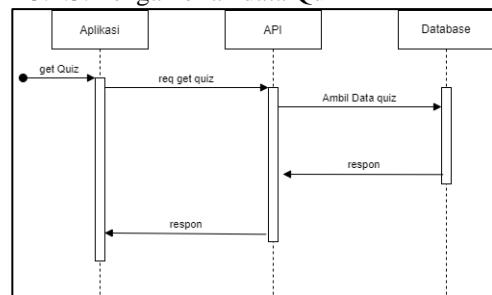 Aplikasi API Database
get Quiz
req get quiz
Ambil Data quiz
respon
respon